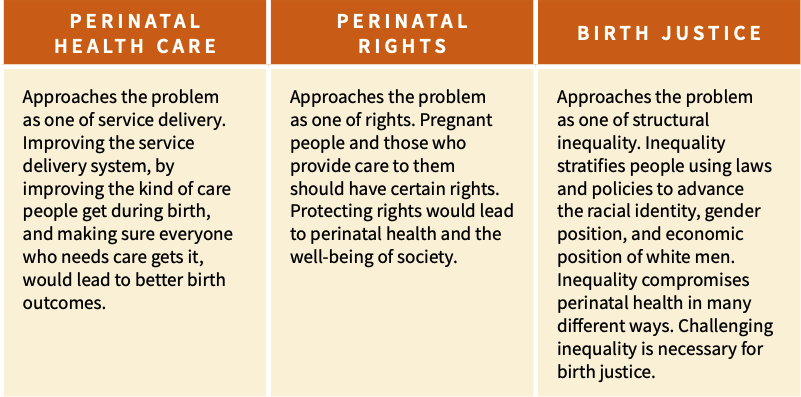 PERINATAL
HEALTH CARE
Approaches the problem
as one of service delivery.
Improving the service
delivery system, by
improving the kind of care
people get during birth,
and making sure everyone
who needs care gets it,
would lead to better birth
outcomes.
PERINATAL
RIGHTS
Approaches the problem
as one of rights. Pregnant
people and those who
provide care to them
should have certain rights.
Protecting rights would lead
to perinatal health and the
well-being of society.
BIRTH JUSTICE
Approaches the problem
as one of structural
inequality. Inequality
stratifies people using laws
and policies to advance
the racial identity, gender
position, and economic
position of white men.
Inequality compromises
perinatal health in many
different ways. Challenging
inequality is necessary for
birth justice.